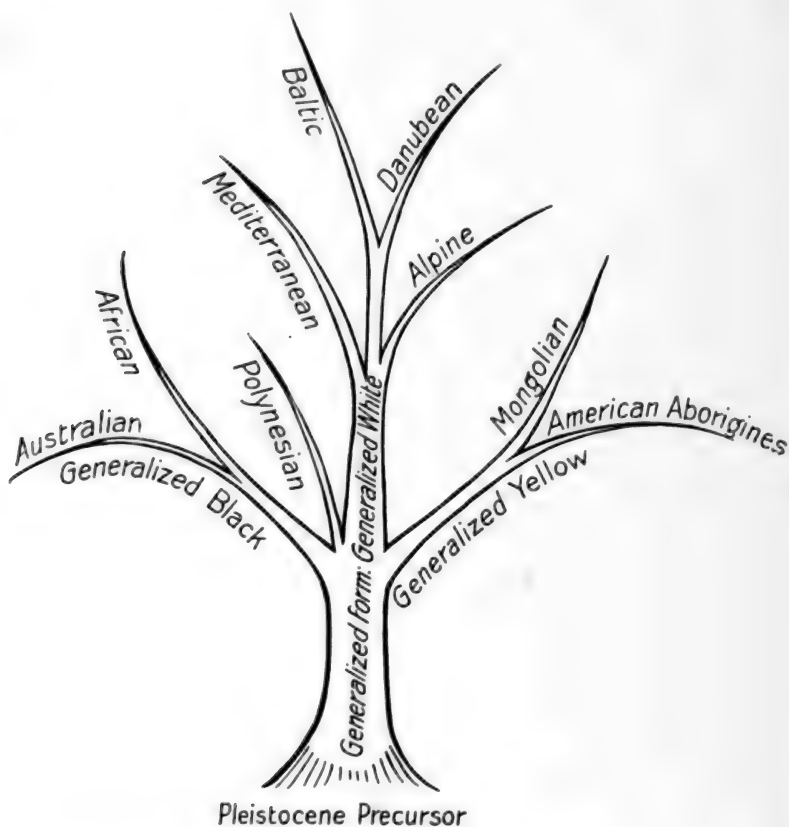 Baltic
Danubean
Mediterranean
Alpine
African
Polynesian
Mongolian
Australian
American Aborigines
Generalized Black
Generalized Yellow
Generalized Form: Generalized White
Pleistocene Precursor